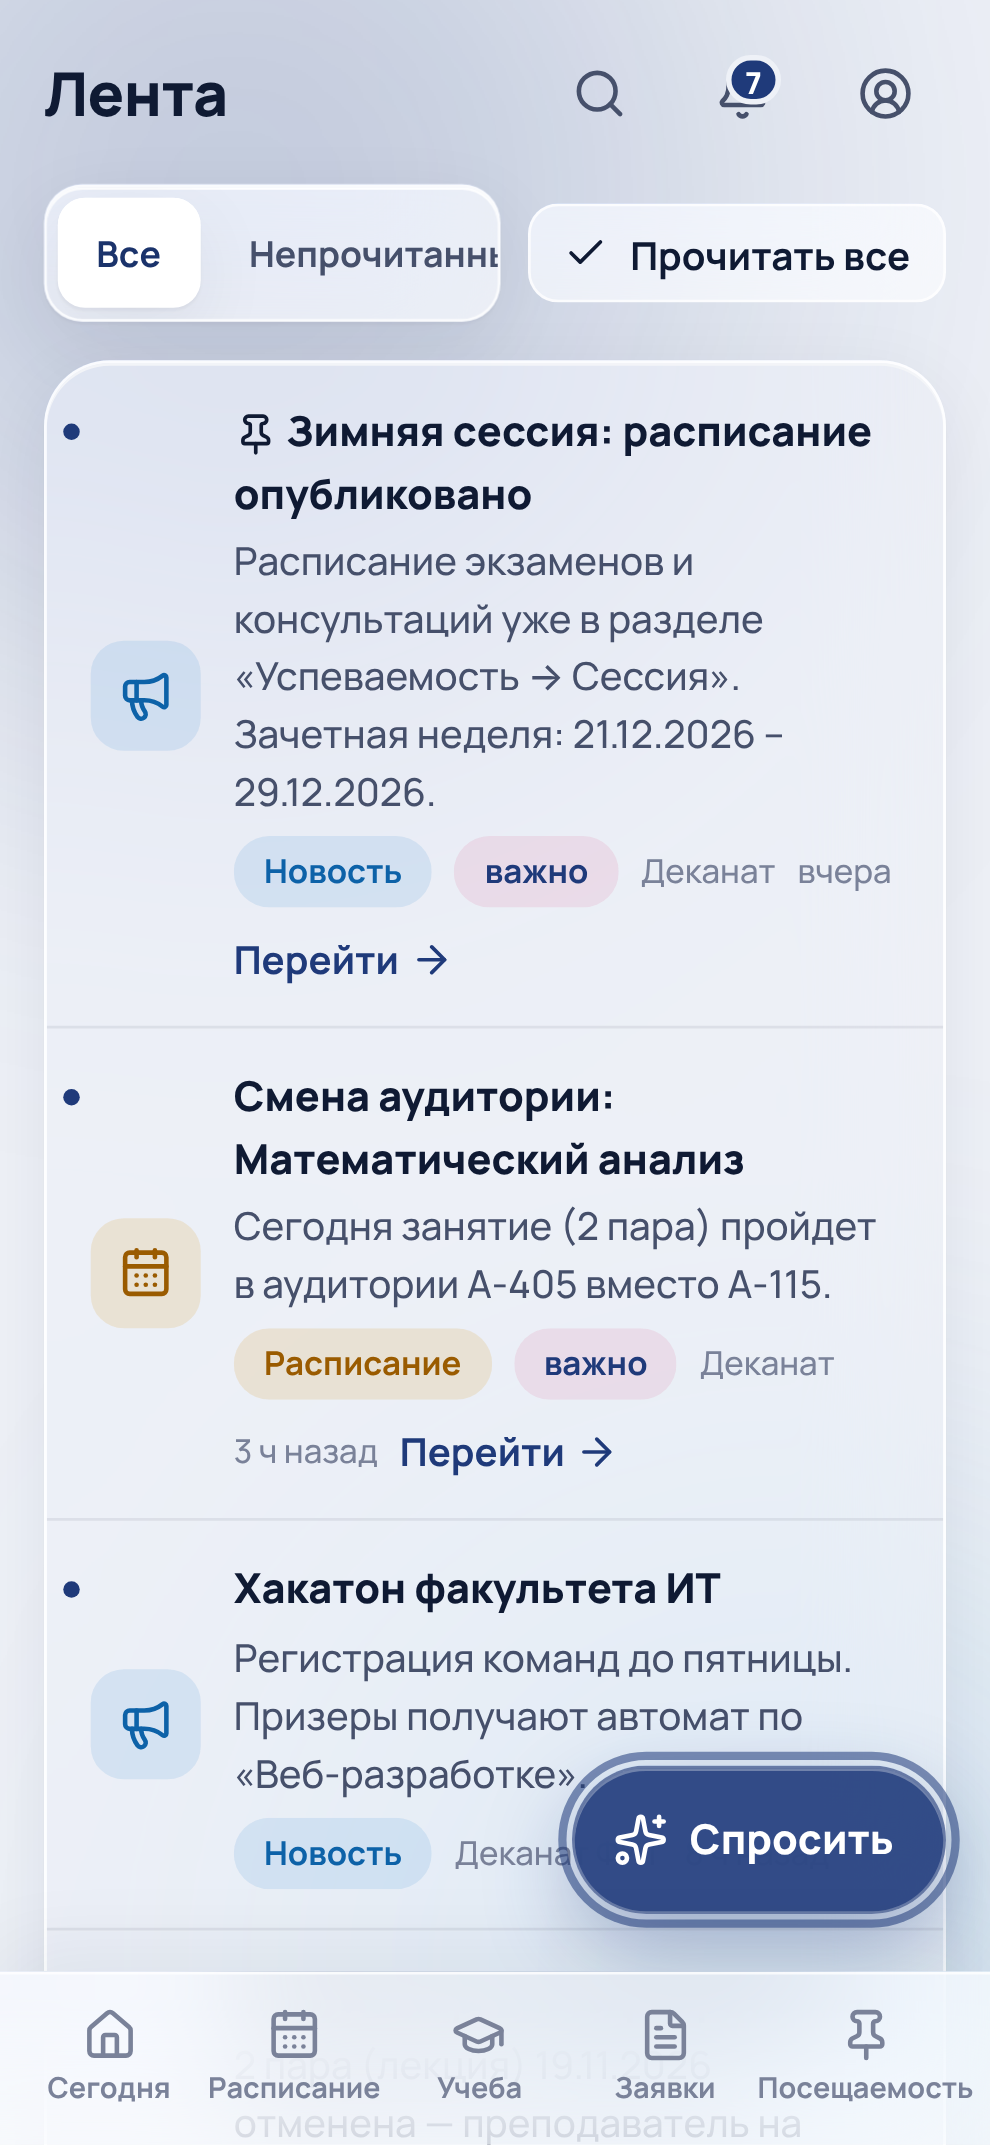 Лента
7
Все
Непрочитанн
Прочитать все
Зимняя сессия: расписание
опубликовано
Расписание экзаменов и
консультаций уже в разделе
«Успеваемость → Сессия».
Зачетная неделя: 21.12.2026 –
29.12.2026.
Новость важно Деканат вчера
Перейти →
Смена аудитории:
Математический анализ
Сегодня занятие (2 пара) пройдет
в аудитории А-405 вместо А-115.
Расписание важно Деканат
3 ч назад Перейти →
Хакатон факультета ИТ
Регистрация команд до пятницы.
Призеры получают автомат по
«Веб-разработке».
Новость Декана
Спросить
2 пара (лекция) 19.11.2026
Сегодня Расписание Учеба Заявки Посещаемость
отменена — преподаватель на